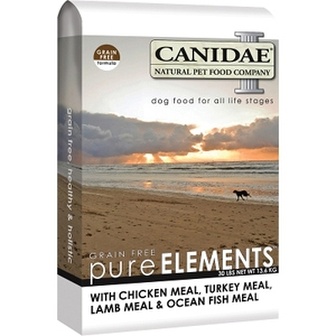 GRAIN
FREE
formula
CANIDAE®
NATURAL PET FOOD COMPANY
dog food for all life stages
grain free healthy & holistic
GRAIN FREE
pure ELEMENTS
30 LBS NET WT 13.6 KG
WITH CHICKEN MEAL, TURKEY MEAL,
LAMB MEAL & OCEAN FISH MEAL